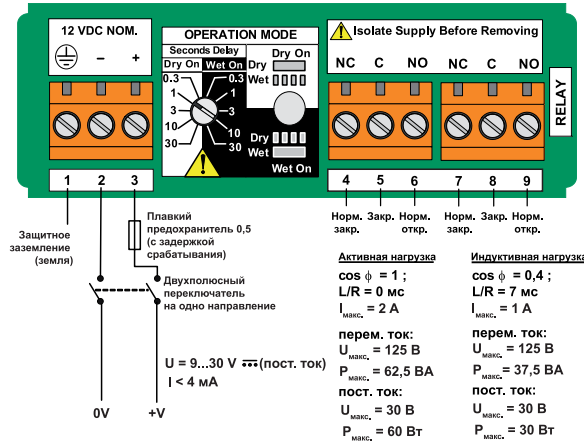 12 VDC NOM.
– +
OPERATION MODE
Seconds Delay
Dry On Wet On
0.3 0.3
1 1
3 3
10 10
30 30
Dry On
Dry
Wet
Dry
Wet
Wet On
Isolate Supply Before Removing
NC C NO NC C NO
RELAY
1 2 3
4 5 6 7 8 9
Защитное
заземление
(земля)
Плавкий
предохранитель 0,5
(с задержкой
срабатывания)
Двухполюсный
переключатель
на одно направление
U = 9...30 V (пост. ток)
I < 4 мА
0V +V
Норм. закр.
Закр.
Норм. откр.
Норм. закр.
Закр.
Норм. откр.
Активная нагрузка
cos ϕ = 1 ;
L/R = 0 мс
Iмакс. = 2 A
перем. ток:
Uмакс. = 125 В
Pмакс. = 62,5 ВА
пост. ток:
Uмакс. = 30 В
Pмакс. = 60 Вт
Индуктивная нагрузка
cos ϕ = 0,4 ;
L/R = 7 мс
Iмакс. = 1 A
перем. ток:
Uмакс. = 125 В
Pмакс. = 37,5 ВА
пост. ток:
Uмакс. = 30 В
Pмакс. = 30 Вт